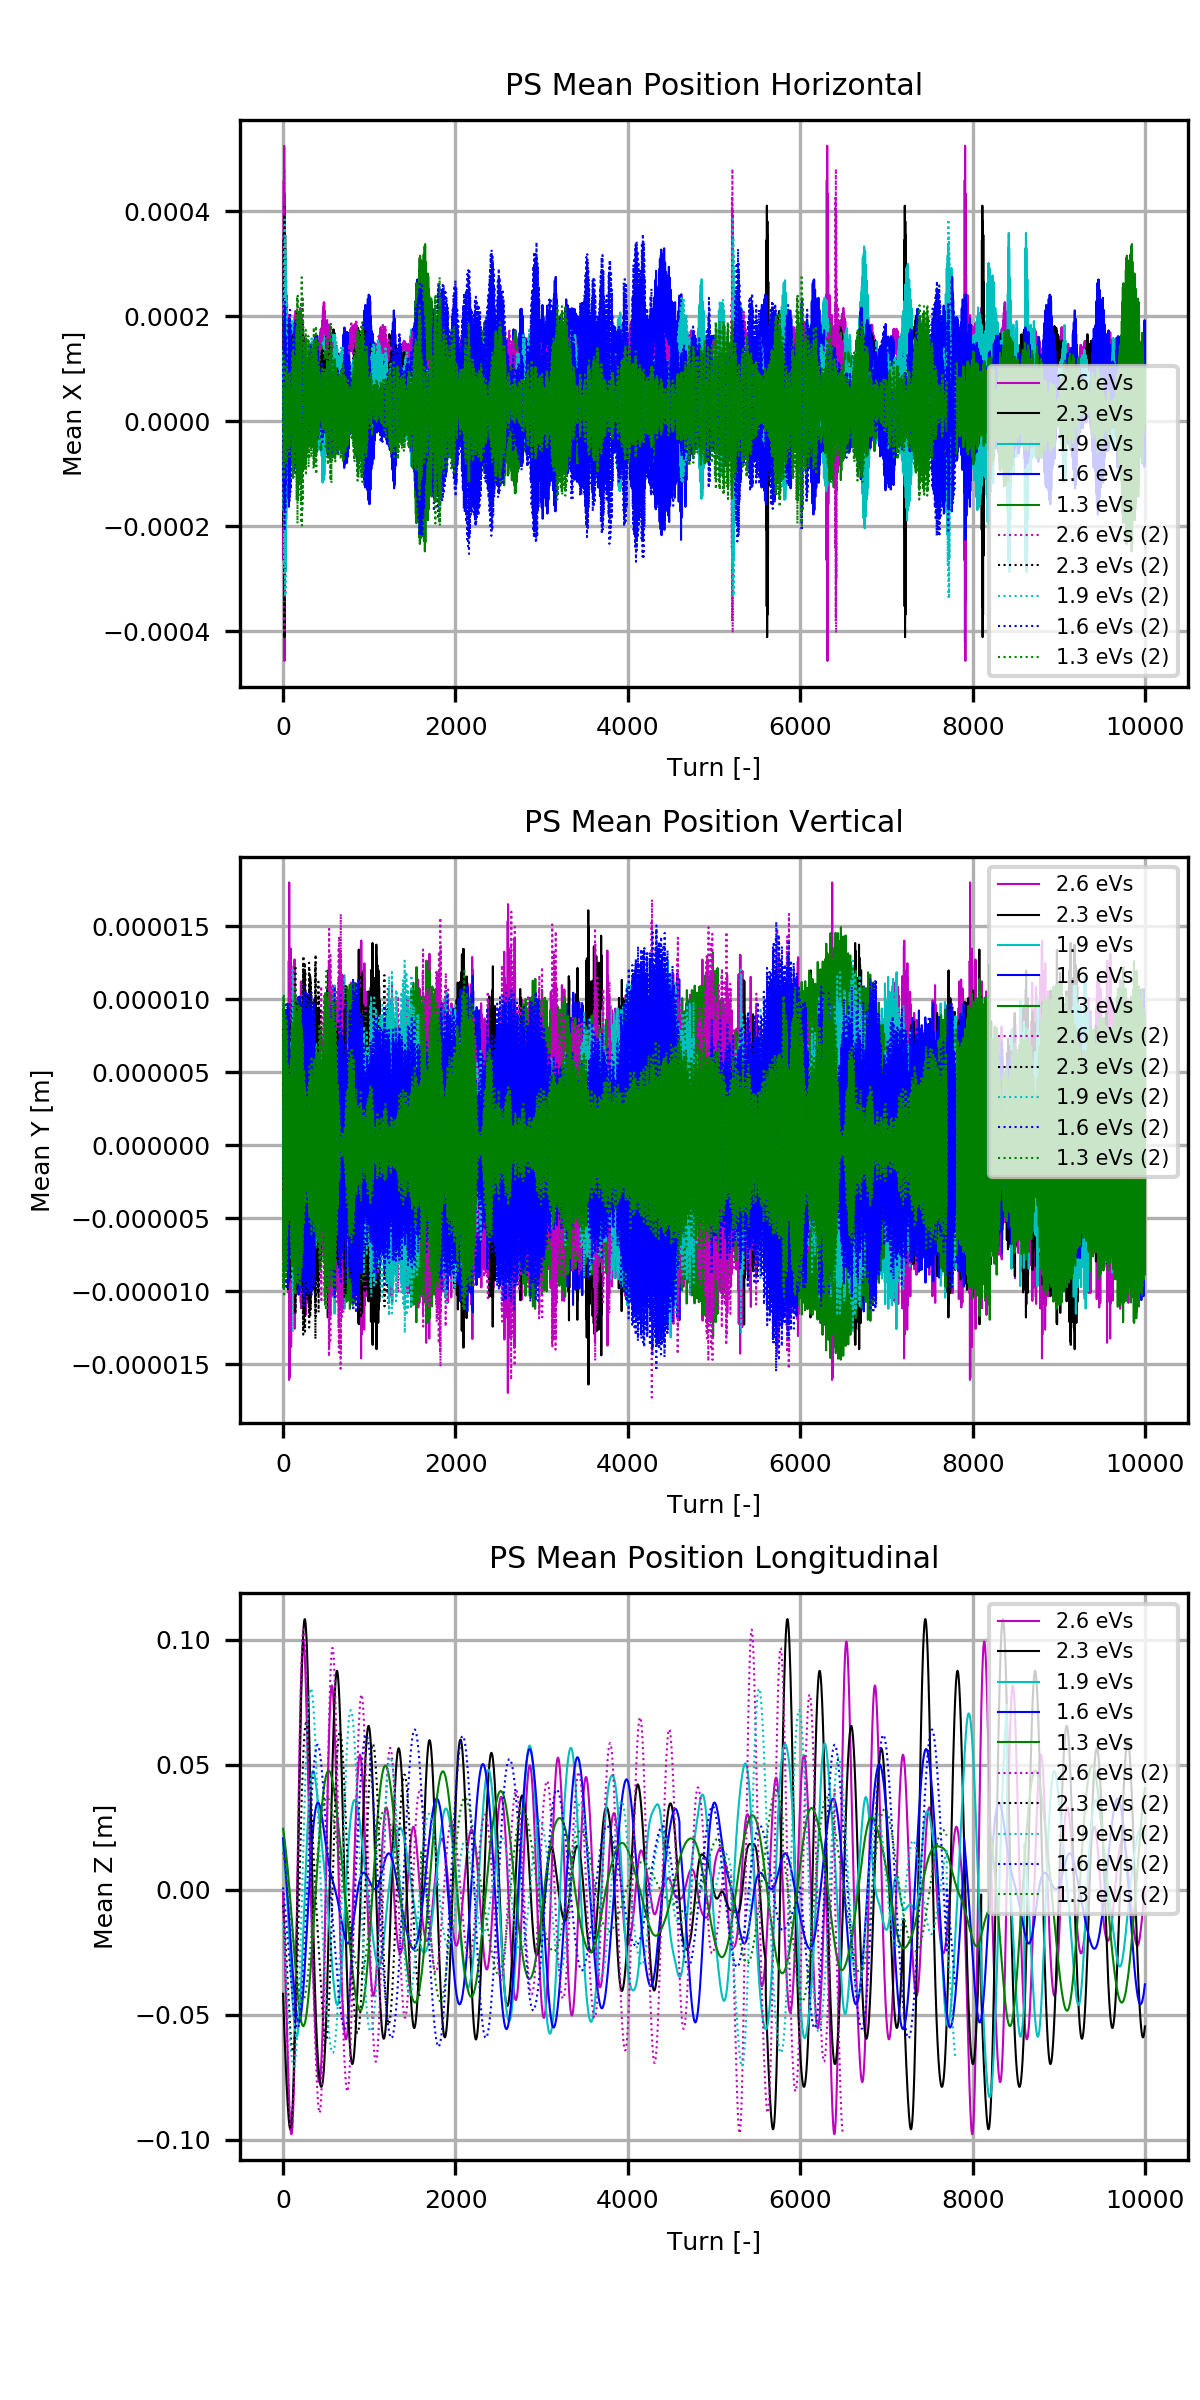 PS Mean Position Horizontal
0.0004
0.0002
0.0000
−0.0002
−0.0004
Mean X [m]
2.6 eVs
2.3 eVs
1.9 eVs
1.6 eVs
1.3 eVs
2.6 eVs (2)
2.3 eVs (2)
1.9 eVs (2)
1.6 eVs (2)
1.3 eVs (2)
0 2000 4000 6000 8000 10000
Turn [-]
PS Mean Position Vertical
0.000015
0.000010
0.000005
0.000000
−0.000005
−0.000010
−0.000015
Mean Y [m]
2.6 eVs
2.3 eVs
1.9 eVs
1.6 eVs
1.3 eVs
2.6 eVs (2)
2.3 eVs (2)
1.9 eVs (2)
1.6 eVs (2)
1.3 eVs (2)
0 2000 4000 6000 8000 10000
Turn [-]
PS Mean Position Longitudinal
0.10
0.05
0.00
−0.05
−0.10
Mean Z [m]
2.6 eVs
2.3 eVs
1.9 eVs
1.6 eVs
1.3 eVs
2.6 eVs (2)
2.3 eVs (2)
1.9 eVs (2)
1.6 eVs (2)
1.3 eVs (2)
0 2000 4000 6000 8000 10000
Turn [-]